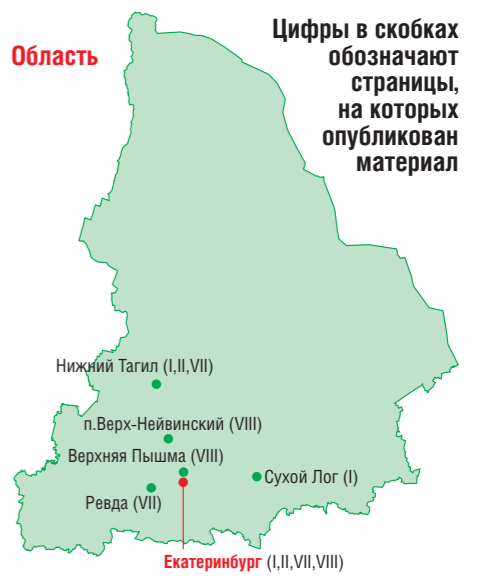 Цифры в скобках
обозначают
страницы,
на которых
опубликован
материал
Область
Нижний Тагил (I,II,VII)
п.Верх-Нейвинский (VIII)
Верхняя Пышма (VIII)
Сухой Лог (I)
Ревда (VII)
Екатеринбург (I,II,VII,VIII)